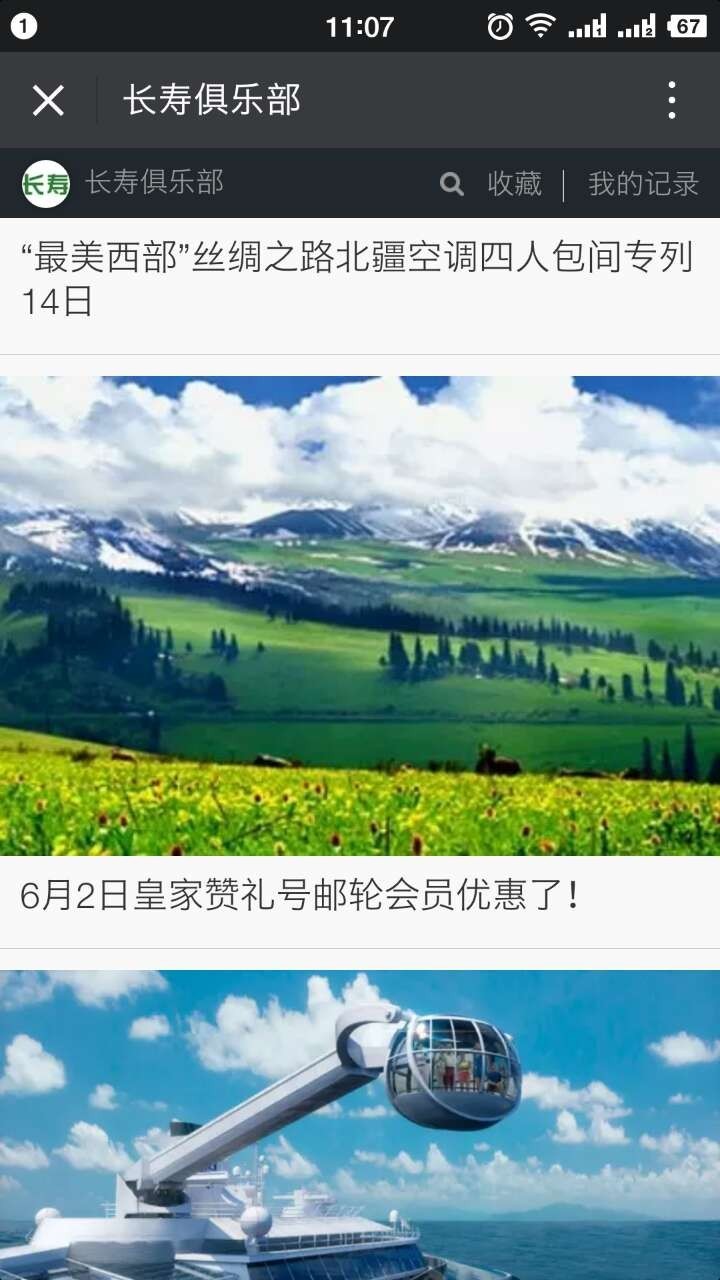 1
11:07
1
2
67
长寿俱乐部
长寿
长寿俱乐部
收藏 | 我的记录
“最美西部”丝绸之路北疆空调四人包间专列
14日
6月2日皇家赞礼号邮轮会员优惠了！